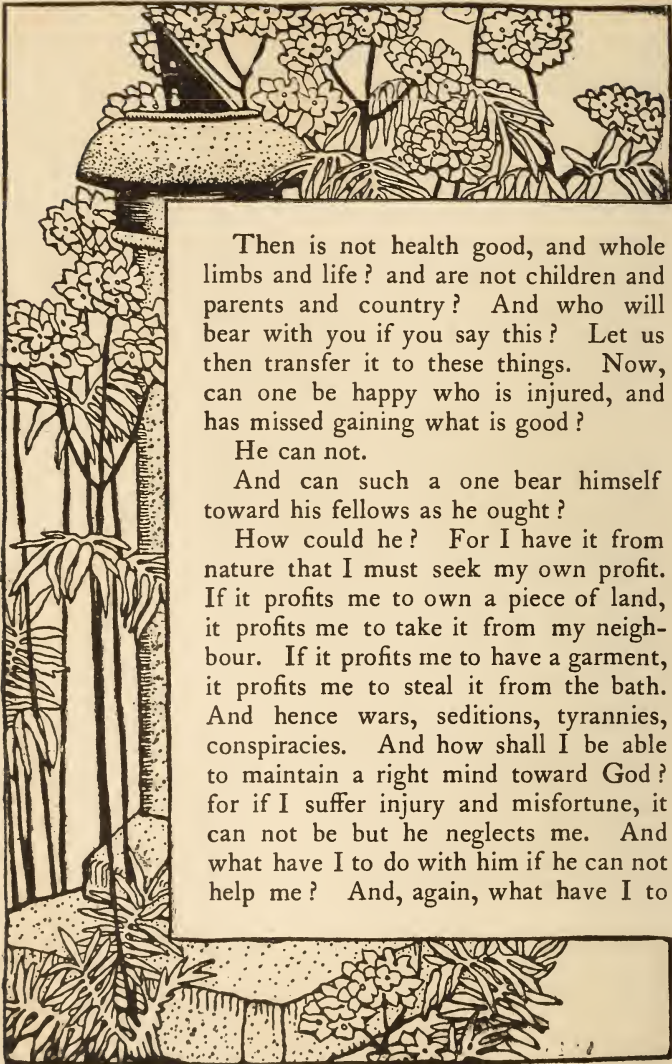 Then is not health good, and whole
limbs and life? and are not children and
parents and country? And who will
bear with you if you say this? Let us
then transfer it to these things. Now,
can one be happy who is injured, and
has missed gaining what is good?
He can not.
And can such a one bear himself
toward his fellows as he ought?
How could he? For I have it from
nature that I must seek my own profit.
If it profits me to own a piece of land,
it profits me to take it from my neigh-
bour. If it profits me to have a garment,
it profits me to steal it from the bath.
And hence wars, seditions, tyrannies,
conspiracies. And how shall I be able
to maintain a right mind toward God?
for if I suffer injury and misfortune, it
can not be but he neglects me. And
what have I to do with him if he can not
help me? And, again, what have I to